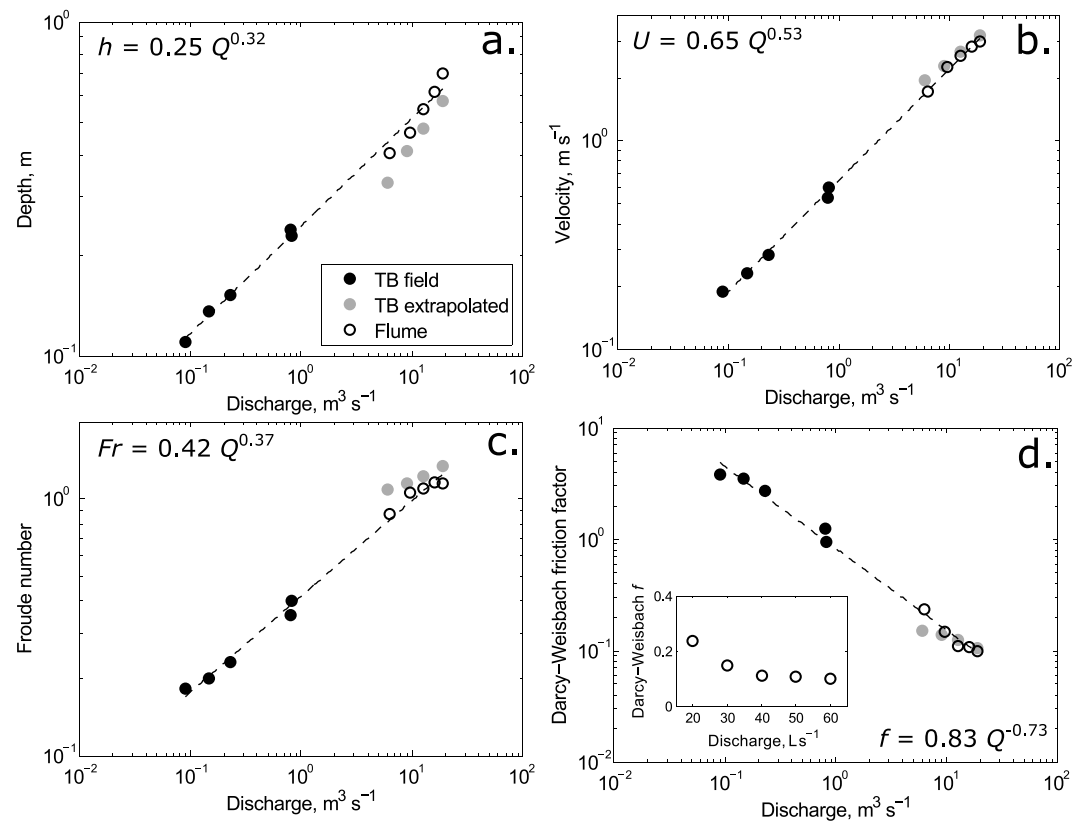 a.
h = 0.25 Q^0.32
10^0
10^-1
Depth, m
TB field
TB extrapolated
Flume
10^-2 10^-1 10^0 10^1 10^2
Discharge, m^3 s^-1
b.
U = 0.65 Q^0.53
10^0
10^-1
Velocity, m s^-1
10^-2 10^-1 10^0 10^1 10^2
Discharge, m^3 s^-1
c.
Fr = 0.42 Q^0.37
10^0
10^-1
Froude number
10^-2 10^-1 10^0 10^1 10^2
Discharge, m^3 s^-1
d.
10^1
10^0
10^-1
10^-2
Darcy-Weisbach friction factor
0.4
0.2
0
Darcy-Weisbach f
20 30 40 50 60
Discharge, L s^-1
f = 0.83 Q^-0.73
10^-2 10^-1 10^0 10^1 10^2
Discharge, m^3 s^-1